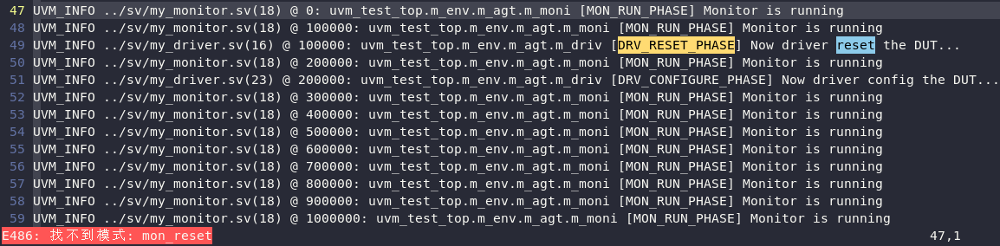 47 UVM_INFO ../sv/my_monitor.sv(18) @ 0: uvm_test_top.m_env.m_agt.m_moni [MON_RUN_PHASE] Monitor is running
48 UVM_INFO ../sv/my_monitor.sv(18) @ 100000: uvm_test_top.m_env.m_agt.m_moni [MON_RUN_PHASE] Monitor is running
49 UVM_INFO ../sv/my_driver.sv(16) @ 100000: uvm_test_top.m_env.m_agt.m_driv [DRV_RESET_PHASE] Now driver reset the DUT...
50 UVM_INFO ../sv/my_monitor.sv(18) @ 200000: uvm_test_top.m_env.m_agt.m_moni [MON_RUN_PHASE] Monitor is running
51 UVM_INFO ../sv/my_driver.sv(23) @ 200000: uvm_test_top.m_env.m_agt.m_driv [DRV_CONFIGURE_PHASE] Now driver config the DUT...
52 UVM_INFO ../sv/my_monitor.sv(18) @ 300000: uvm_test_top.m_env.m_agt.m_moni [MON_RUN_PHASE] Monitor is running
53 UVM_INFO ../sv/my_monitor.sv(18) @ 400000: uvm_test_top.m_env.m_agt.m_moni [MON_RUN_PHASE] Monitor is running
54 UVM_INFO ../sv/my_monitor.sv(18) @ 500000: uvm_test_top.m_env.m_agt.m_moni [MON_RUN_PHASE] Monitor is running
55 UVM_INFO ../sv/my_monitor.sv(18) @ 600000: uvm_test_top.m_env.m_agt.m_moni [MON_RUN_PHASE] Monitor is running
56 UVM_INFO ../sv/my_monitor.sv(18) @ 700000: uvm_test_top.m_env.m_agt.m_moni [MON_RUN_PHASE] Monitor is running
57 UVM_INFO ../sv/my_monitor.sv(18) @ 800000: uvm_test_top.m_env.m_agt.m_moni [MON_RUN_PHASE] Monitor is running
58 UVM_INFO ../sv/my_monitor.sv(18) @ 900000: uvm_test_top.m_env.m_agt.m_moni [MON_RUN_PHASE] Monitor is running
59 UVM_INFO ../sv/my_monitor.sv(18) @ 1000000: uvm_test_top.m_env.m_agt.m_moni [MON_RUN_PHASE] Monitor is running
E486: 找不到模式: mon_reset 47,1